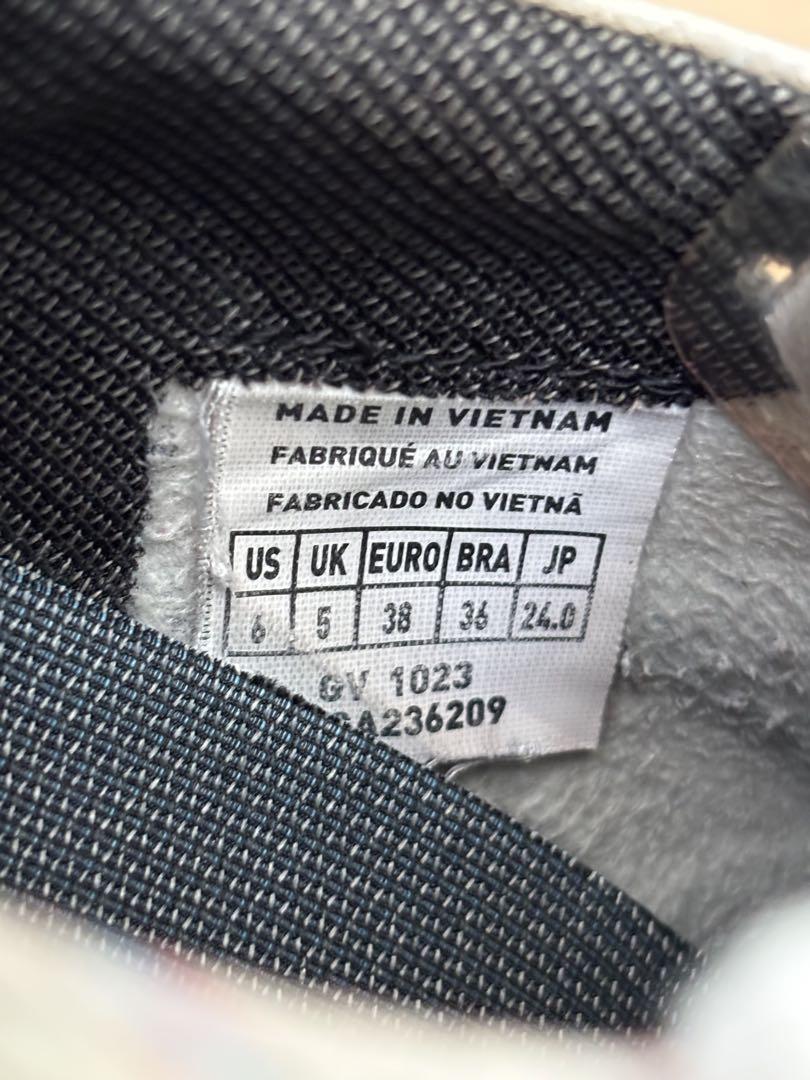 MADE IN VIETNAM
FABRIQUÉ AU VIETNAM
FABRICADO NO VIETNÃ
US UK EURO BRA JP
6 5 38 36 24.0
GV 1023
A236209